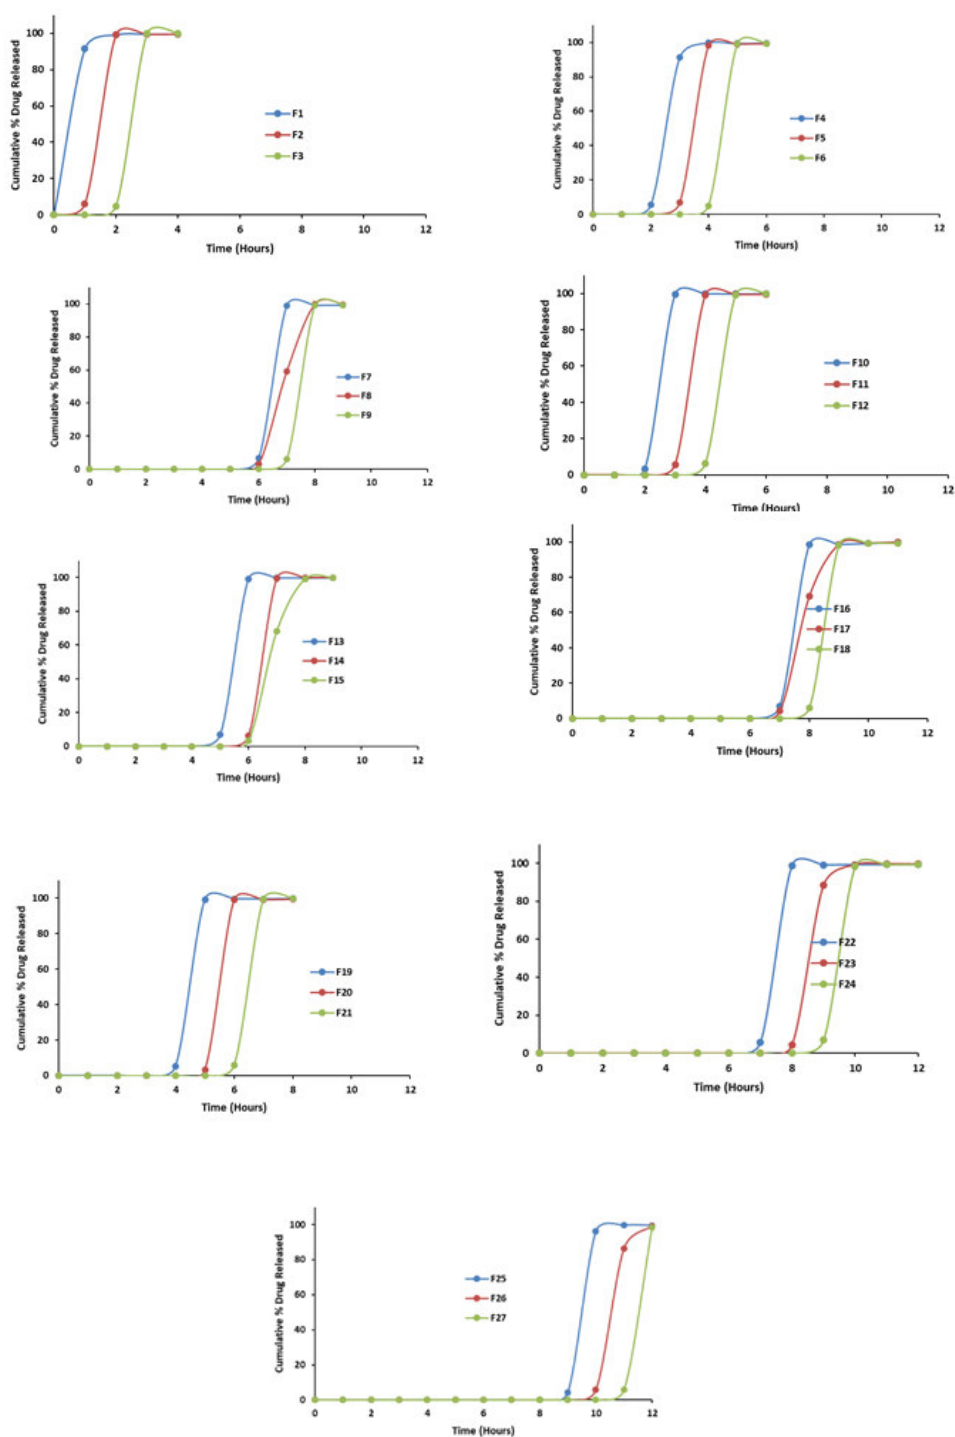 Cumulative % Drug Released
100
80
60
40
20
0
F1
F2
F3
0 2 4 6 8 10 12
Time (Hours)
Cumulative % Drug Released
100
80
60
40
20
0
F4
F5
F6
0 2 4 6 8 10 12
Time (Hours)
Cumulative % Drug Released
100
80
60
40
20
0
F7
F8
F9
0 2 4 6 8 10 12
Time (Hours)
Cumulative % Drug Released
100
80
60
40
20
0
F10
F11
F12
0 2 4 6 8 10 12
Time (Hours)
Cumulative % Drug Released
100
80
60
40
20
0
F13
F14
F15
0 2 4 6 8 10 12
Time (Hours)
Cumulative % Drug Released
100
80
60
40
20
0
F16
F17
F18
0 2 4 6 8 10 12
Time (Hours)
Cumulative % Drug Released
100
80
60
40
20
0
F19
F20
F21
0 2 4 6 8 10 12
Time (Hours)
Cumulative % Drug Released
100
80
60
40
20
0
F22
F23
F24
0 2 4 6 8 10 12
Time (Hours)
Cumulative % Drug Released
100
80
60
40
20
0
F25
F26
F27
0 2 4 6 8 10 12
Time (Hours)